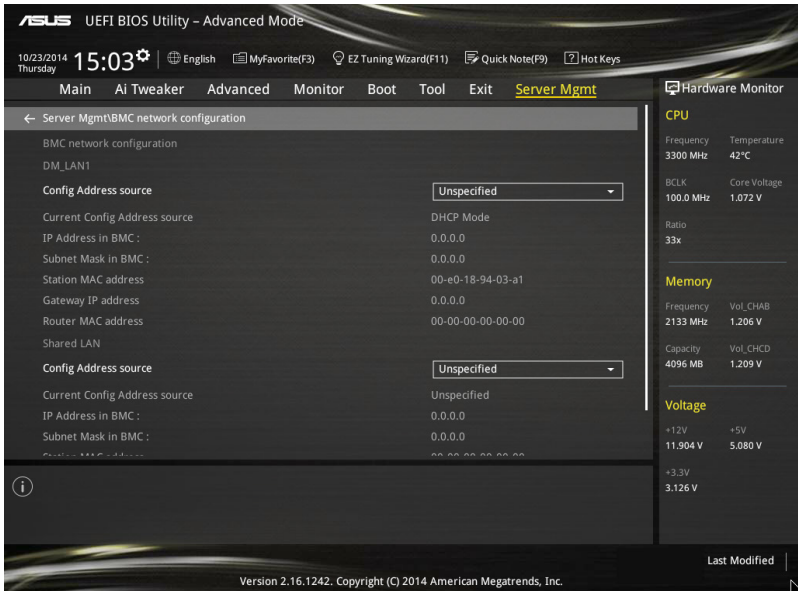 ASUS UEFI BIOS Utility – Advanced Mode
10/23/2014
Thursday
15:03
English MyFavorite(F3) EZ Tuning Wizard(F11) Quick Note(F9) ? Hot Keys
Main Ai Tweaker Advanced Monitor Boot Tool Exit Server Mgmt
← Server Mgmt\BMC network configuration
BMC network configuration
DM_LAN1
Config Address source Unspecified
Current Config Address source DHCP Mode
IP Address in BMC : 0.0.0.0
Subnet Mask in BMC : 0.0.0.0
Station MAC address 00-e0-18-94-03-a1
Gateway IP address 0.0.0.0
Router MAC address 00-00-00-00-00-00
Shared LAN
Config Address source Unspecified
Current Config Address source Unspecified
IP Address in BMC : 0.0.0.0
Subnet Mask in BMC : 0.0.0.0
Hardware Monitor
CPU
Frequency Temperature
3300 MHz 42°C
BCLK Core Voltage
100.0 MHz 1.072 V
Ratio
33x
Memory
Frequency Vol_CHAB
2133 MHz 1.206 V
Capacity Vol_CHCD
4096 MB 1.209 V
Voltage
+12V +5V
11.904 V 5.080 V
+3.3V
3.126 V
Last Modified
Version 2.16.1242. Copyright (C) 2014 American Megatrends, Inc.